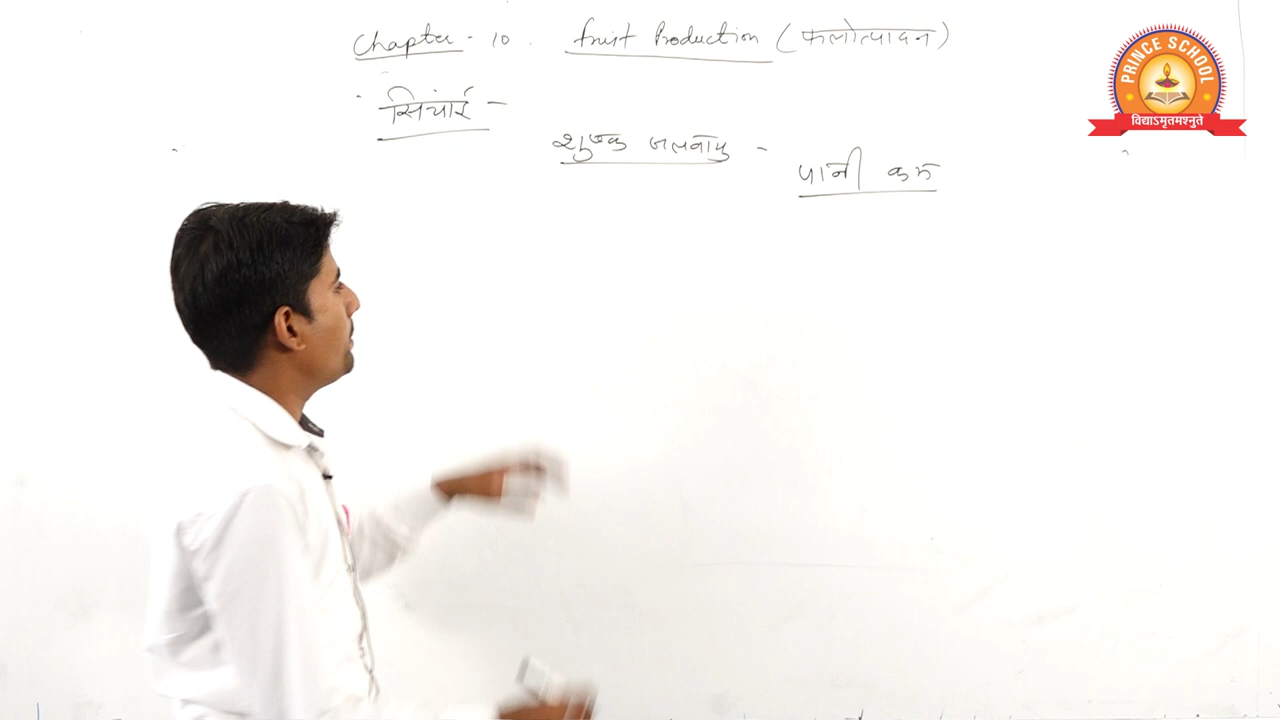 Chapter - 10. Fruit Production (फलोत्पादन)
सिंचाई -
शुष्क जलवायु -
पानी कम
PRINCE SCHOOL
विद्याऽमृतमश्नुते